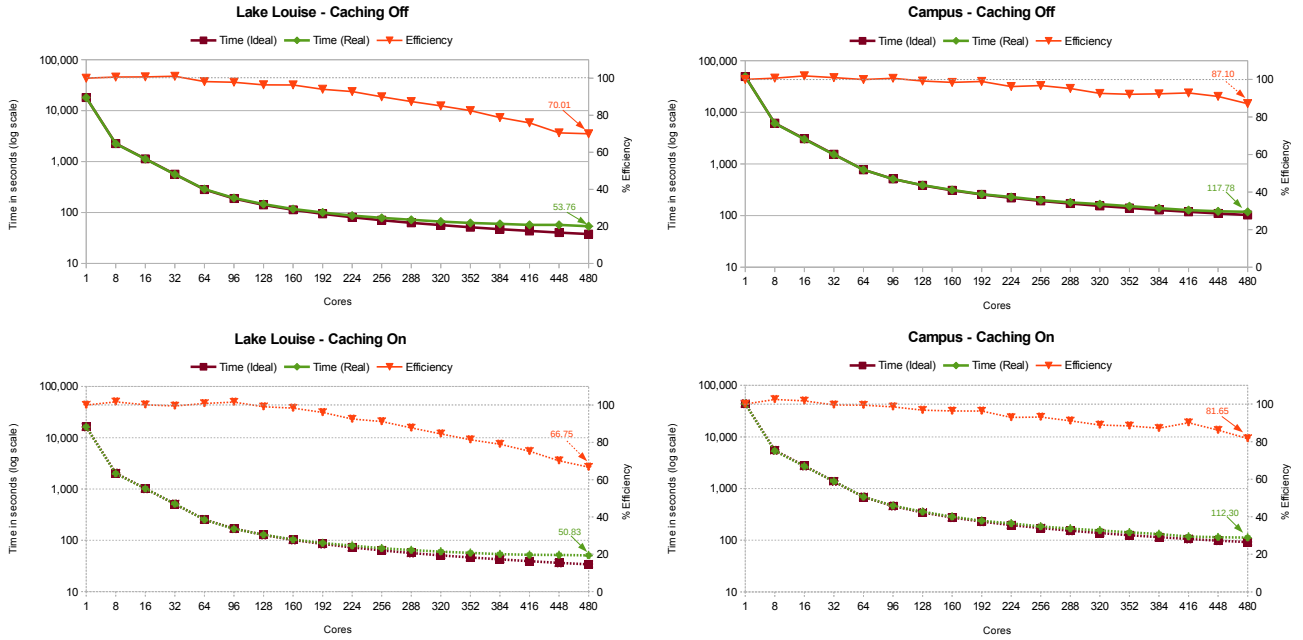 Lake Louise - Caching Off
Time (Ideal) Time (Real) Efficiency
100,000
10,000
1,000
100
10
Time in seconds (log scale)
100
80
60
40
20
0
% Efficiency
70.01
53.76
1 8 16 32 64 96 128 160 192 224 256 288 320 352 384 416 448 480
Cores
Campus - Caching Off
Time (Ideal) Time (Real) Efficiency
100,000
10,000
1,000
100
10
Time in seconds (log scale)
100
80
60
40
20
0
% Efficiency
87.10
117.78
1 8 16 32 64 96 128 160 192 224 256 288 320 352 384 416 448 480
Cores
Lake Louise - Caching On
Time (Ideal) Time (Real) Efficiency
100,000
10,000
1,000
100
10
Time in seconds (log scale)
100
80
60
40
20
0
% Efficiency
66.75
50.83
1 8 16 32 64 96 128 160 192 224 256 288 320 352 384 416 448 480
Cores
Campus - Caching On
Time (Ideal) Time (Real) Efficiency
100,000
10,000
1,000
100
10
Time in seconds (log scale)
100
80
60
40
20
0
% Efficiency
81.65
112.30
1 8 16 32 64 96 128 160 192 224 256 288 320 352 384 416 448 480
Cores